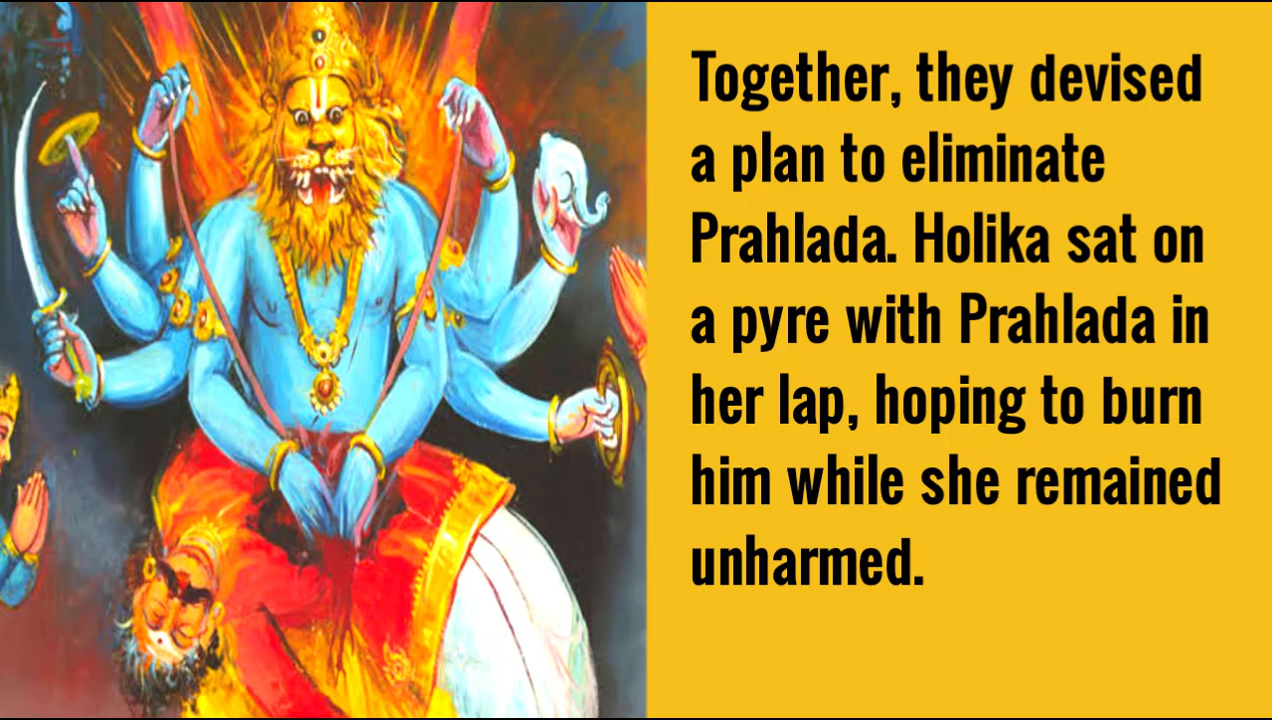 Together, they devised
a plan to eliminate
Prahlada. Holika sat on
a pyre with Prahlada in
her lap, hoping to burn
him while she remained
unharmed.